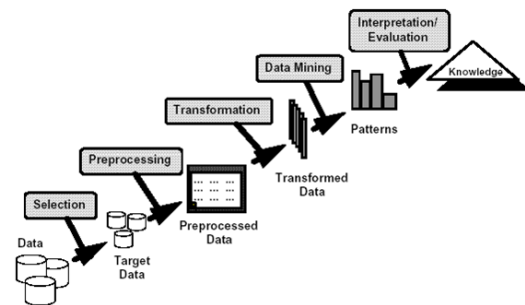 Interpretation/
Evaluation
Data Mining
Knowledge
Transformation
Patterns
Preprocessing
Transformed
Data
Selection
Preprocessed
Data
Data
Target
Data